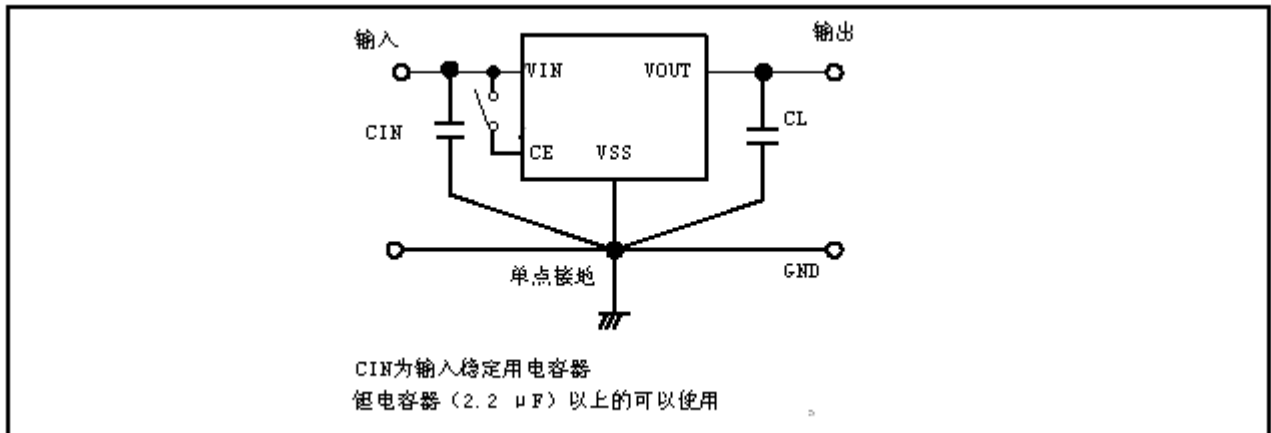 输入
输出
VIN
VOUT
CIN
CL
CE
VSS
单点接地
GND
CIN为输入稳定用电容器
钽电容器（2.2 μF）以上的可以使用